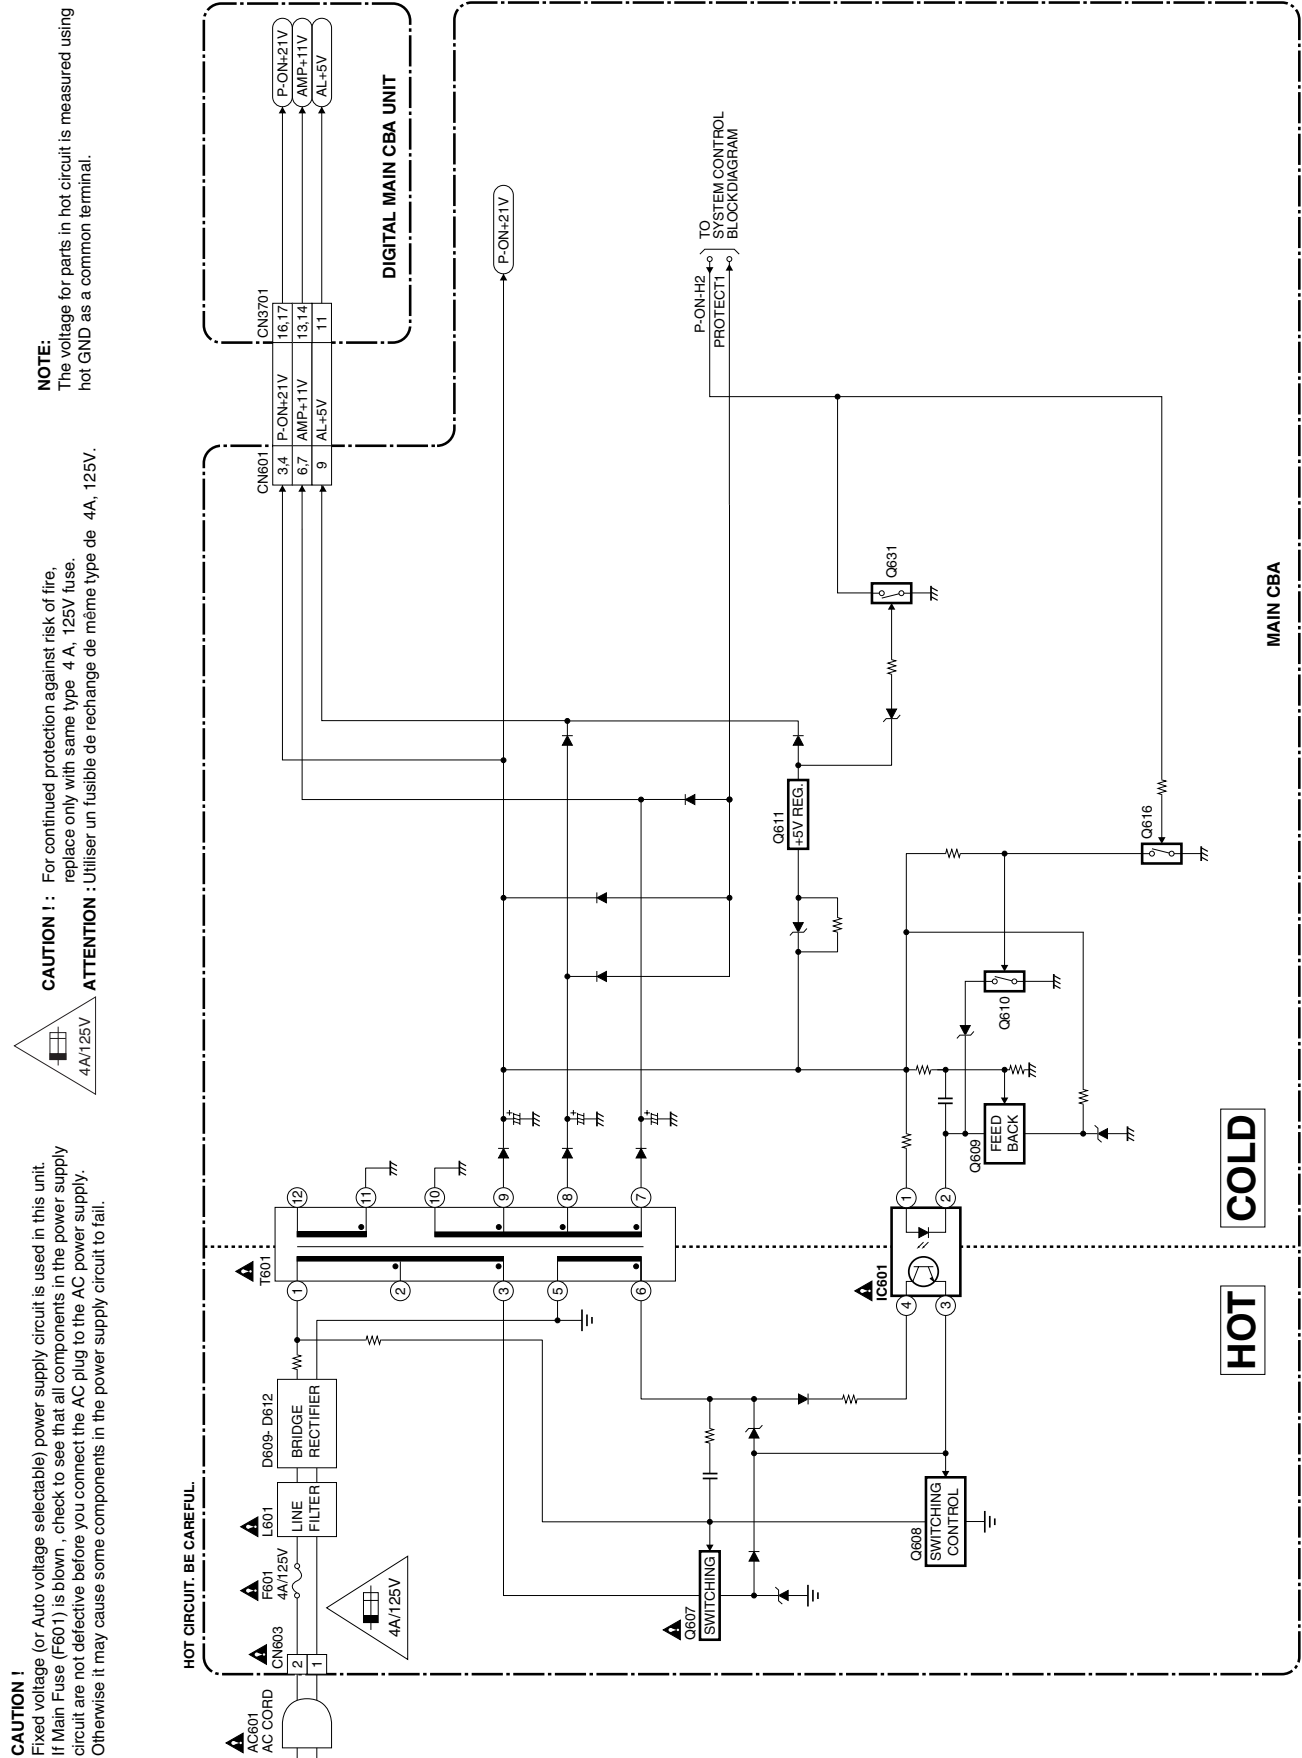 CAUTION !
Fixed voltage (or Auto voltage selectable) power supply circuit is used in this unit.
If Main Fuse (F601) is blown , check to see that all components in the power supply
circuit are not defective before you connect the AC plug to the AC power supply.
Otherwise it may cause some components in the power supply circuit to fail.
4A/125V
CAUTION ! : For continued protection against risk of fire,
replace only with same type 4 A, 125V fuse.
ATTENTION : Utiliser un fusible de rechange de même type de 4A, 125V.
NOTE:
The voltage for parts in hot circuit is measured using
hot GND as a common terminal.
HOT CIRCUIT. BE CAREFUL.
AC601
AC CORD
CN603
2
1
F601
4A/125V
4A/125V
L601
LINE
FILTER
D609- D612
BRIDGE
RECTIFIER
T601
1
2
3
5
6
12
11
10
9
8
7
CN601
3,4
6,7
9
P-ON+21V
AMP+11V
AL+5V
CN3701
16,17
13,14
11
P-ON+21V
AMP+11V
AL+5V
DIGITAL MAIN CBA UNIT
P-ON+21V
P-ON-H2
PROTECT1
TO
SYSTEM CONTROL
BLOCKDIAGRAM
Q607
SWITCHING
Q608
SWITCHING
CONTROL
IC601
4
3
1
2
Q609
FEED
BACK
Q610
Q611
+5V REG.
Q616
Q631
HOT
COLD
MAIN CBA